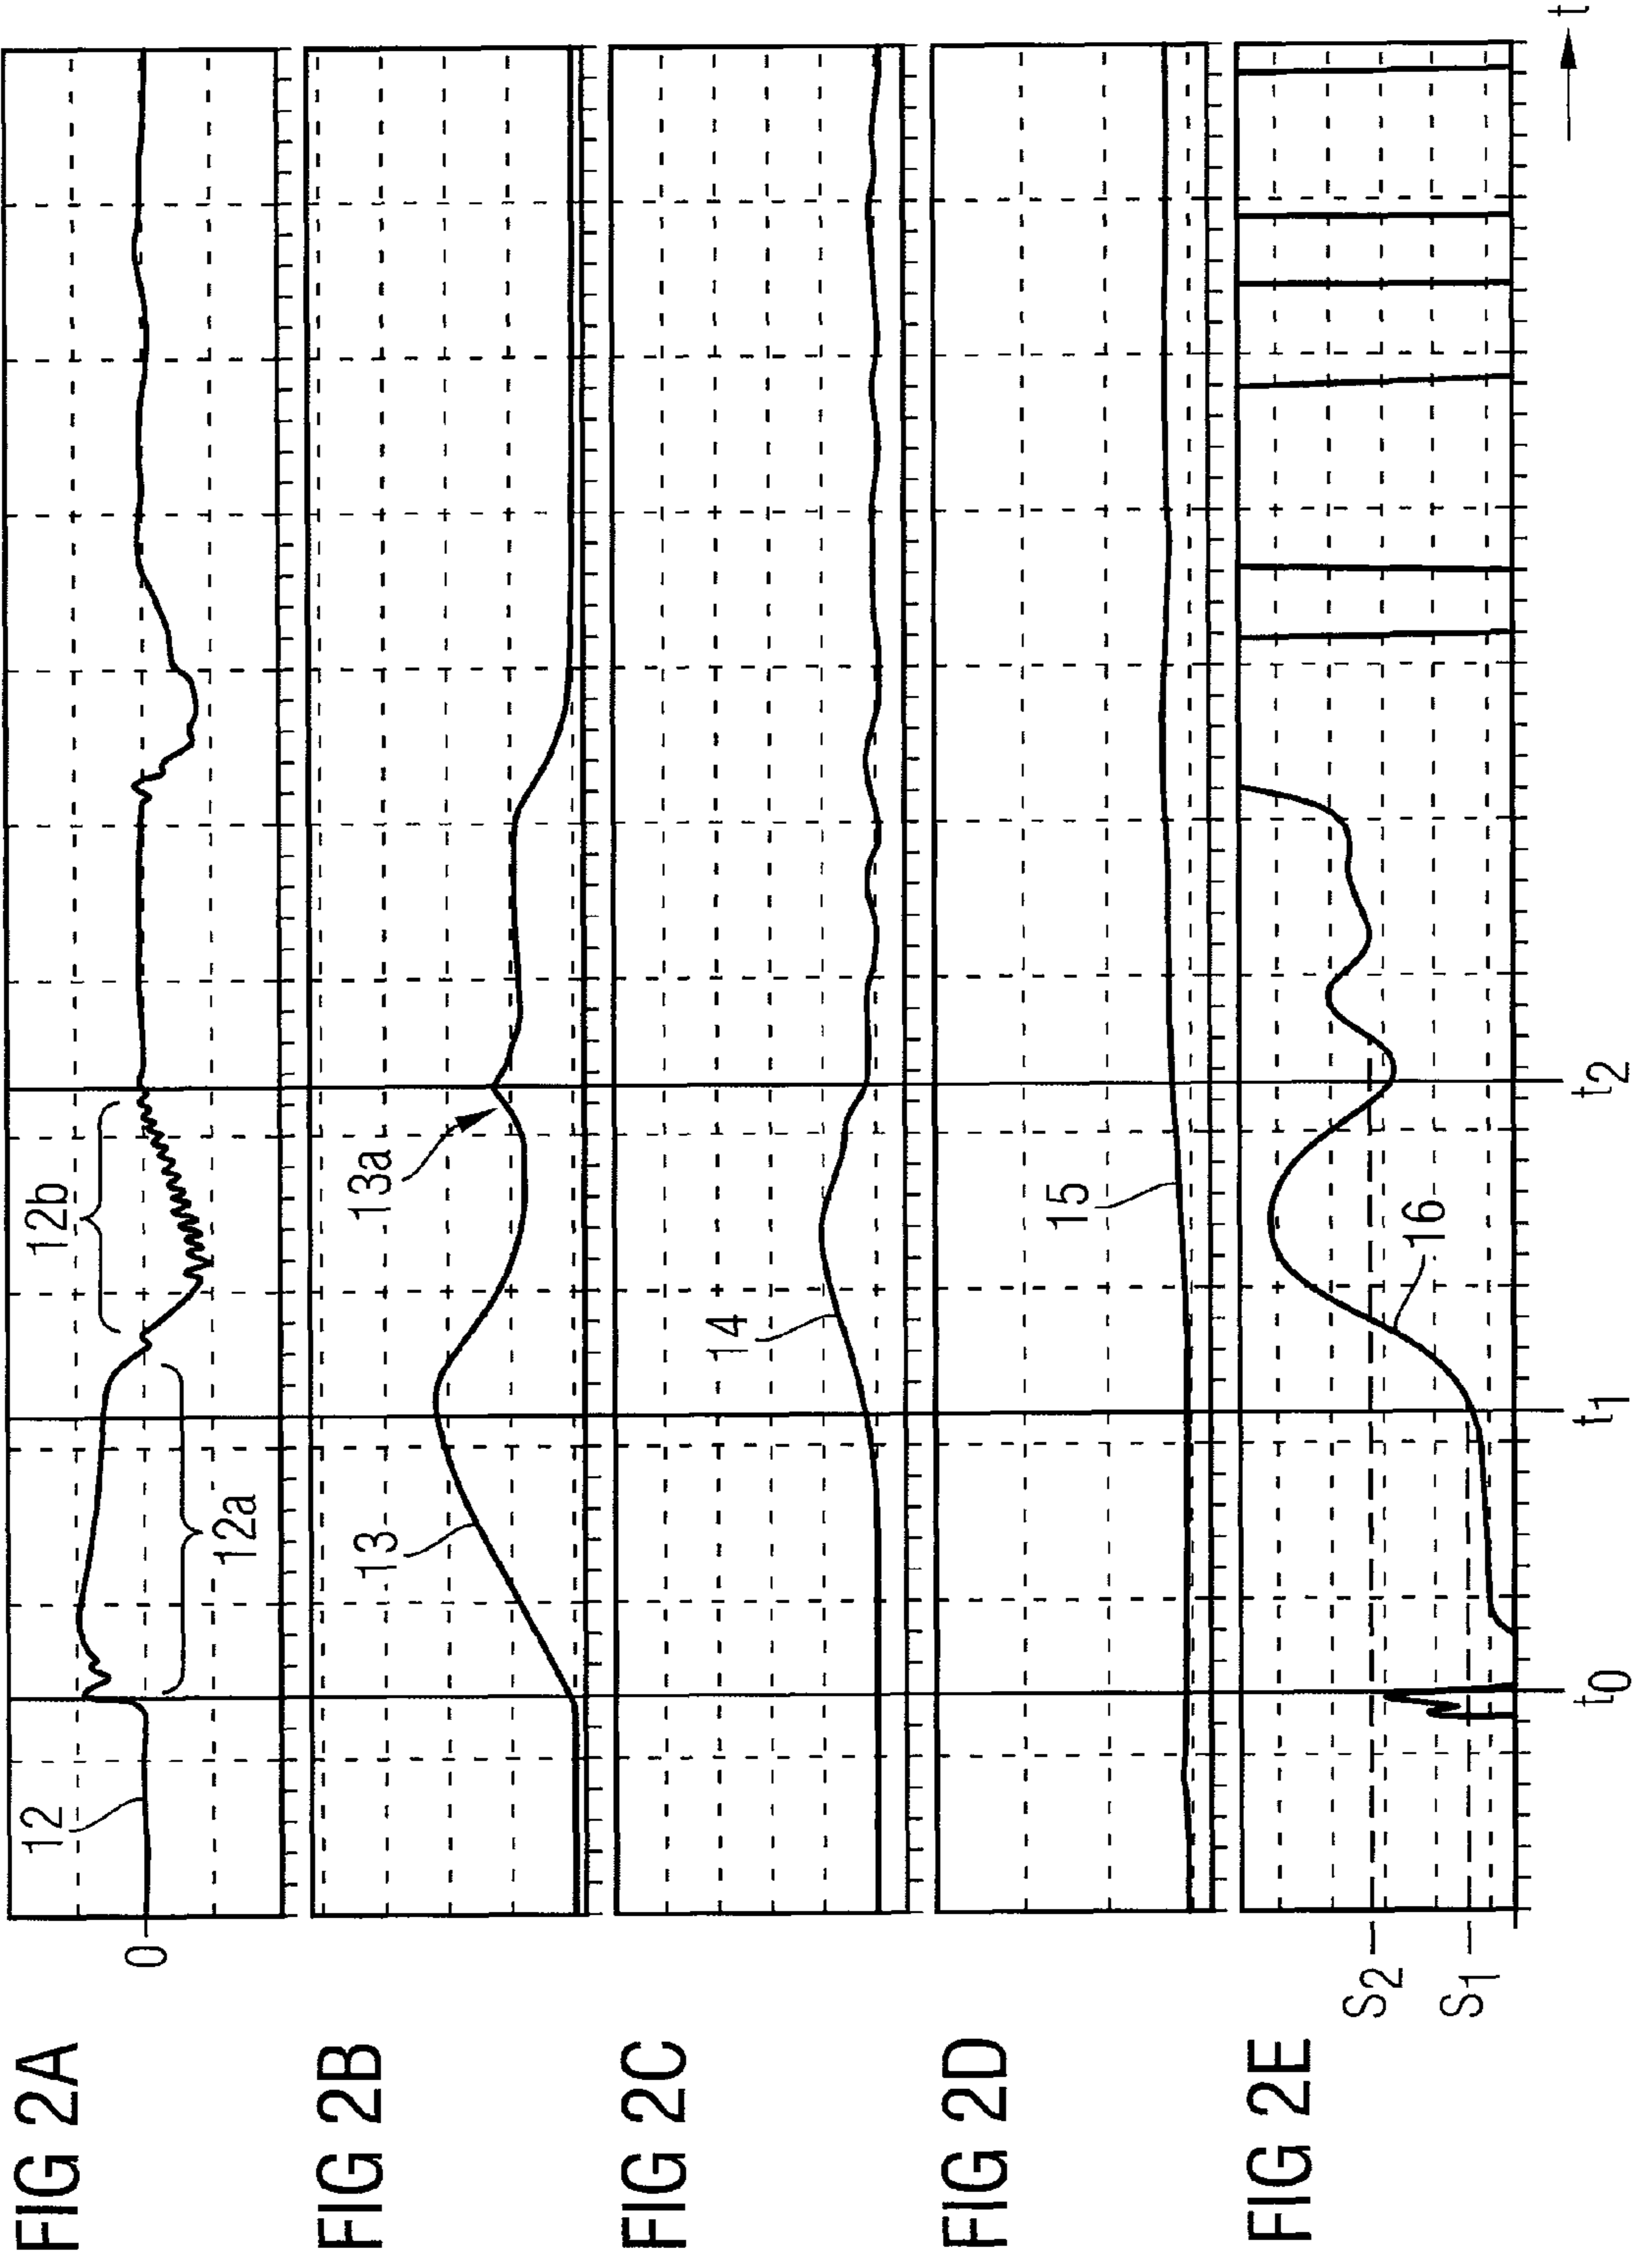 FIG 2A
0
12
12a
12b
FIG 2B
13
13a
FIG 2C
14
FIG 2D
15
FIG 2E
S2
S1
16
t0
t1
t2
t